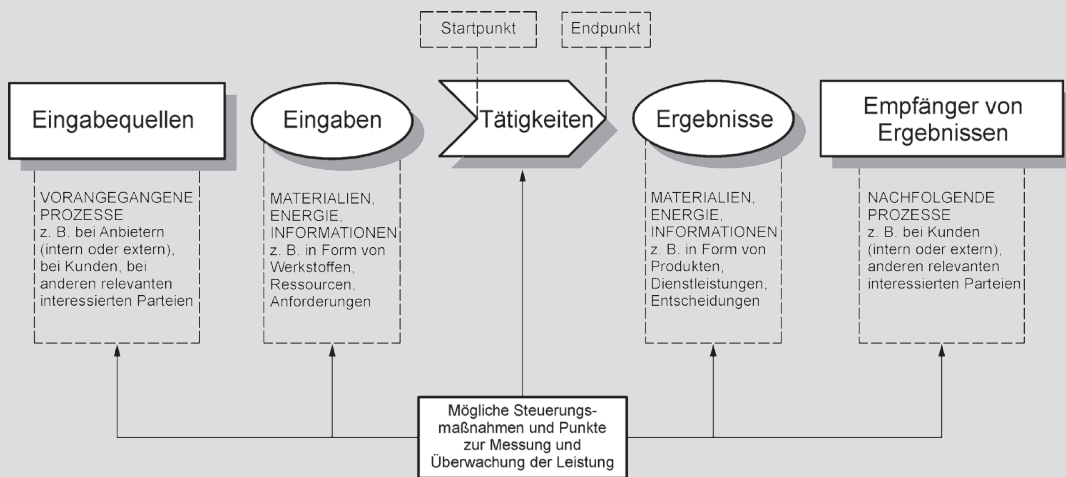 Startpunkt
Endpunkt
Eingabequellen
Eingaben
Tätigkeiten
Ergebnisse
Empfänger von
Ergebnissen
VORANGEGANGENE
PROZESSE
z. B. bei Anbietern
(intern oder extern),
bei Kunden, bei
anderen relevanten
interessierten Parteien
MATERIALIEN,
ENERGIE,
INFORMATIONEN
z. B. in Form von
Werkstoffen,
Ressourcen,
Anforderungen
MATERIALIEN,
ENERGIE,
INFORMATIONEN
z. B. in Form von
Produkten,
Dienstleistungen,
Entscheidungen
NACHFOLGENDE
PROZESSE
z. B. bei Kunden
(intern oder extern),
anderen relevanten
interessierten Parteien
Mögliche Steuerungs-
maßnahmen und Punkte
zur Messung und
Überwachung der Leistung